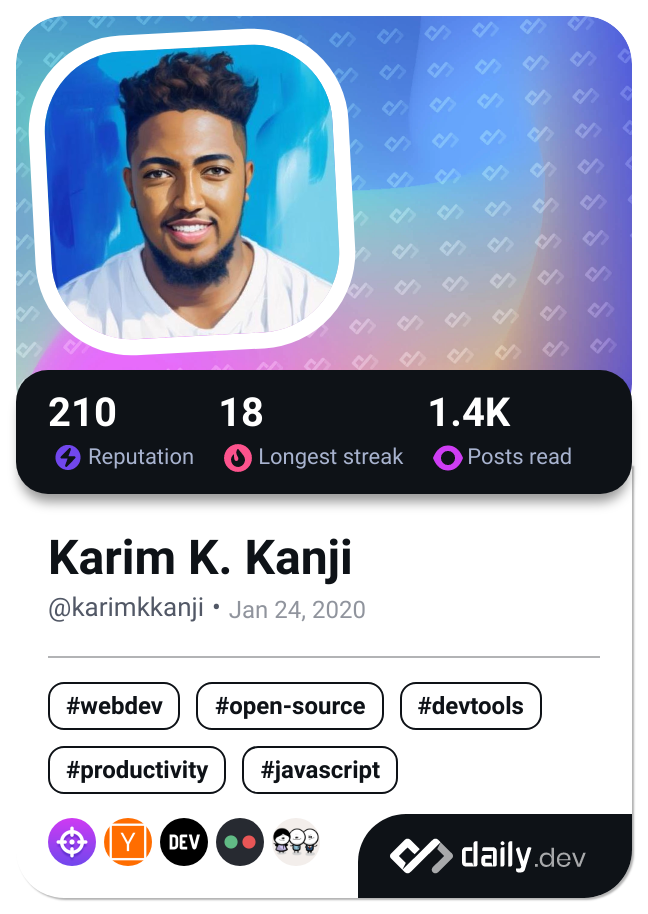 210 18 1.4K
Reputation Longest streak Posts read
Karim K. Kanji
@karimkkanji • Jan 24, 2020
#webdev #open-source #devtools
#productivity #javascript
Y DEV daily.dev